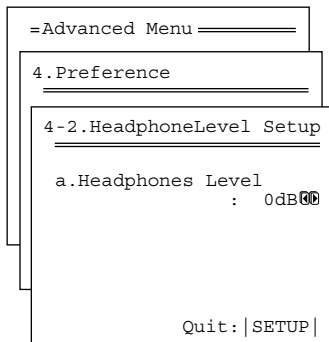 Advanced Menu
4.Preference
4-2.HeadphoneLevel Setup
a.Headphones Level
: 0dB
Quit:|SETUP|